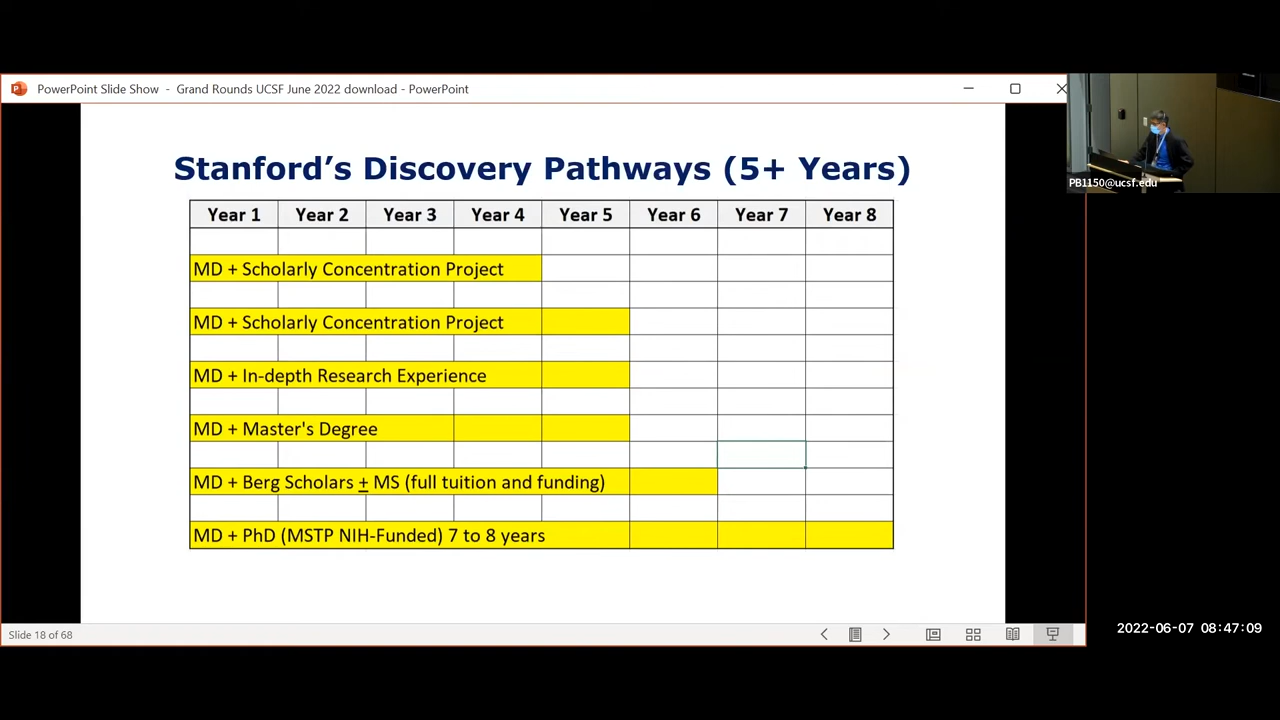 PowerPoint Slide Show - Grand Rounds UCSF June 2022 download - PowerPoint
PB1150@ucsf.edu
Stanford’s Discovery Pathways (5+ Years)
Year 1 Year 2 Year 3 Year 4 Year 5 Year 6 Year 7 Year 8
MD + Scholarly Concentration Project
MD + Scholarly Concentration Project
MD + In-depth Research Experience
MD + Master's Degree
MD + Berg Scholars + MS (full tuition and funding)
MD + PhD (MSTP NIH-Funded) 7 to 8 years
Slide 18 of 68
2022-06-07 08:47:09